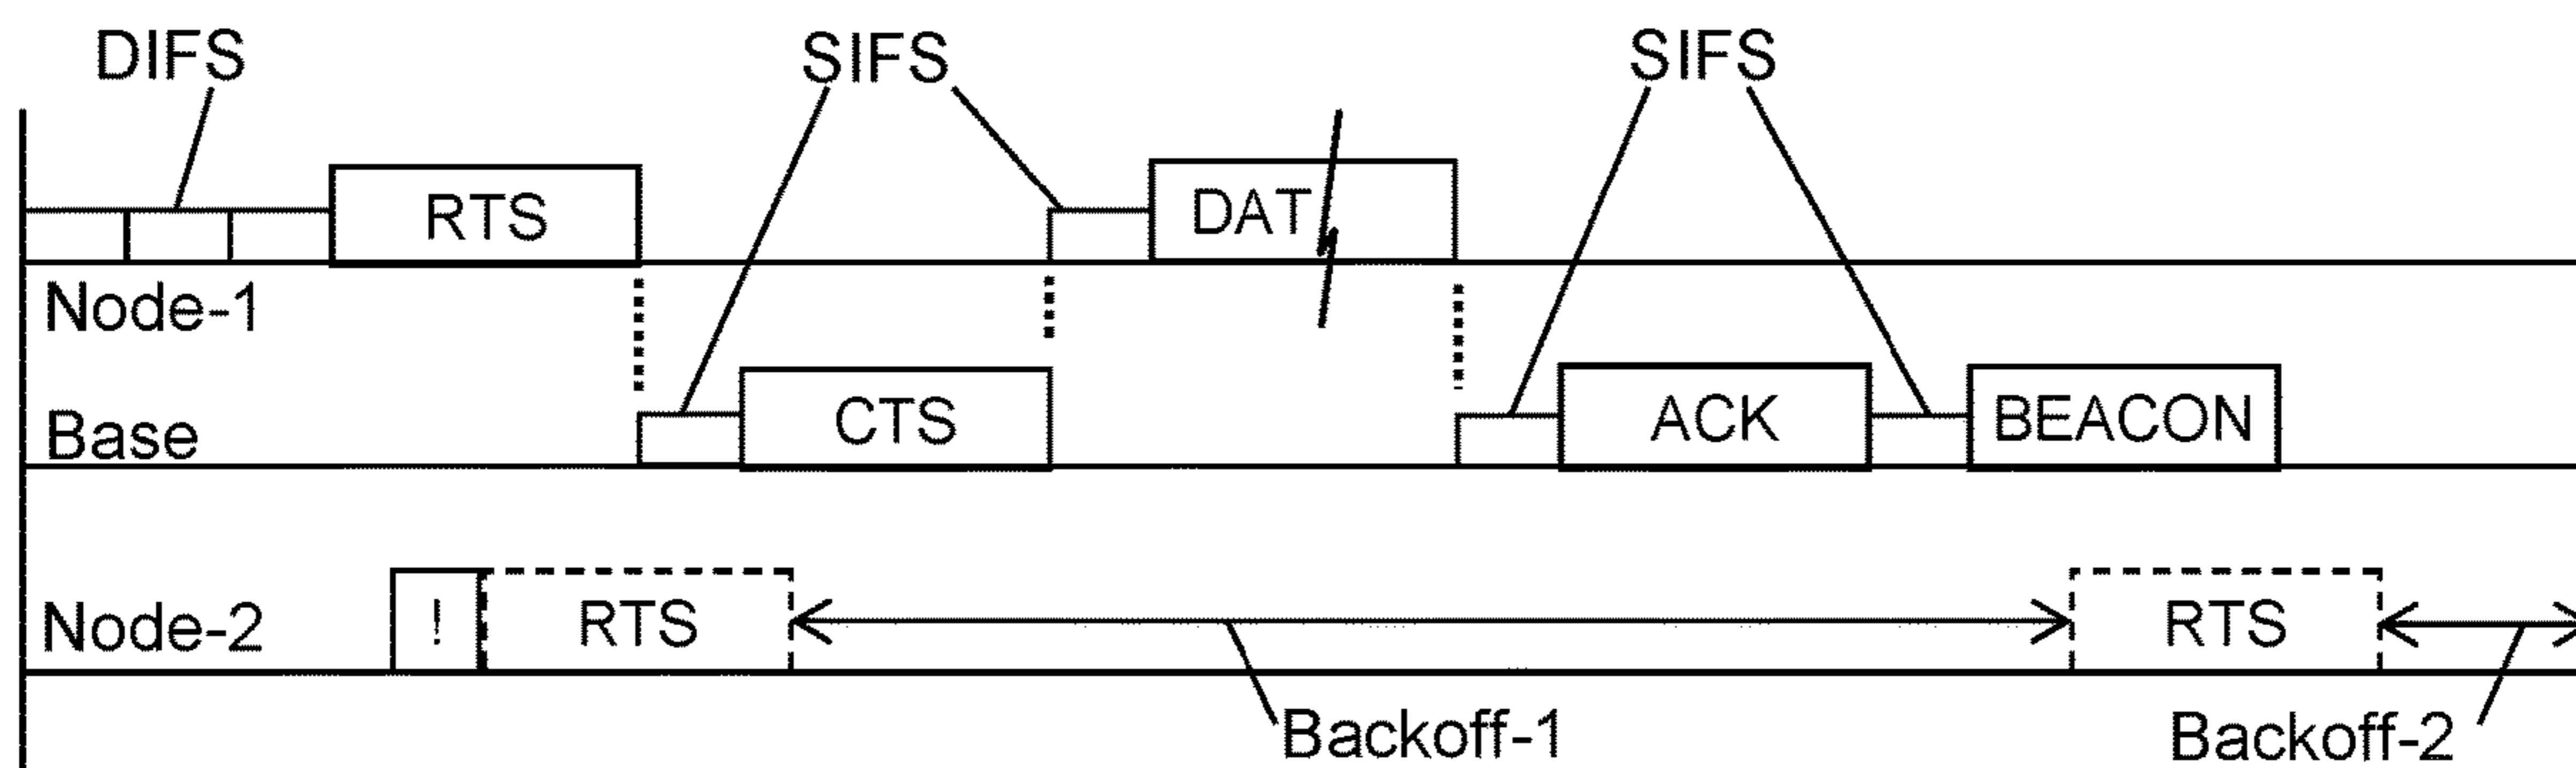 DIFS
SIFS
SIFS
RTS
DAT
Node-1
Base
CTS
ACK
BEACON
Node-2
!
RTS
RTS
Backoff-1
Backoff-2